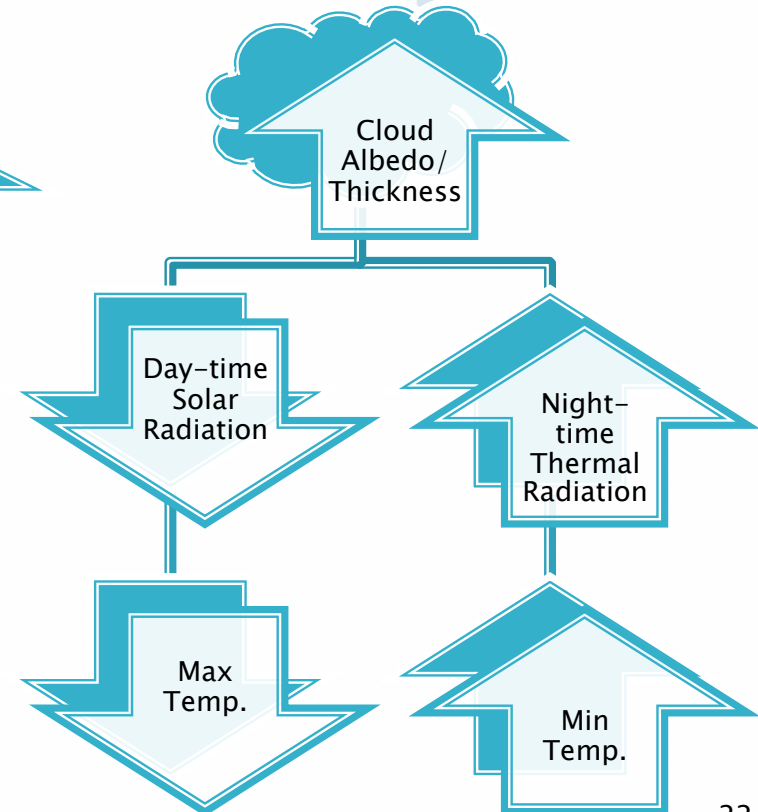 Cloud
Albedo/
Thickness
Day-time
Solar
Radiation
Night-
time
Thermal
Radiation
Max
Temp.
Min
Temp.